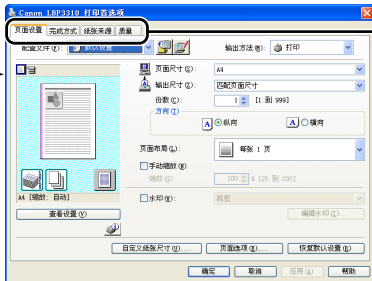 Canon LBP3310 打印首选项
页面设置 完成方式 纸张来源 质量
配置文件(F): 默认设置 输出方法(M): 打印
页面尺寸(S): A4
输出尺寸(Z): 匹配页面尺寸
份数(C): 1 [1 到 999]
方向(T)
A 纵向 A 横向
页面布局(L): 每张 1 页
手动缩放(N)
缩放(G): 100 % [25 到 200]
A4 [缩放: 自动]
水印(W): 机密
查看设置(V) 编辑水印(I)...
自定义纸张尺寸(U)... 页面选项(O)... 恢复默认设置(R)
确定 取消 应用(A) 帮助